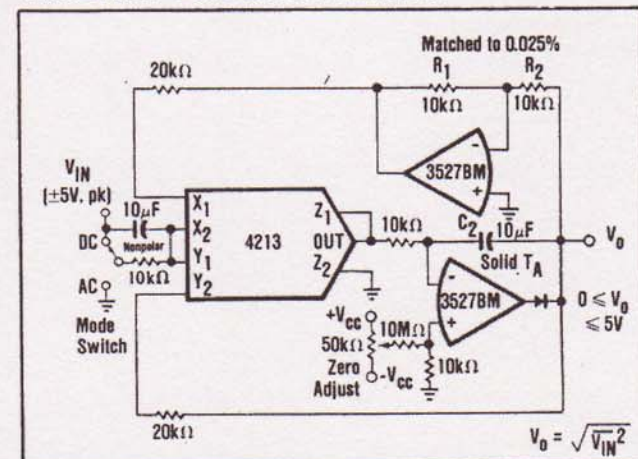 Matched to 0.025%
20kΩ
R1
R2
10kΩ
10kΩ
3527BM
-
+
VIN
(±5V. pk)
10μF
DC
Nonpolar
10kΩ
AC
Mode
Switch
X1
X2
Y1
Y2
4213
Z1
OUT
Z2
10kΩ
C2
10μF
Solid TA
Vo
-
+
3527BM
0 ≤ Vo
≤ 5V
+Vcc
50kΩ
10MΩ
Zero
Adjust
-Vcc
10kΩ
20kΩ
Vo = √VIN²